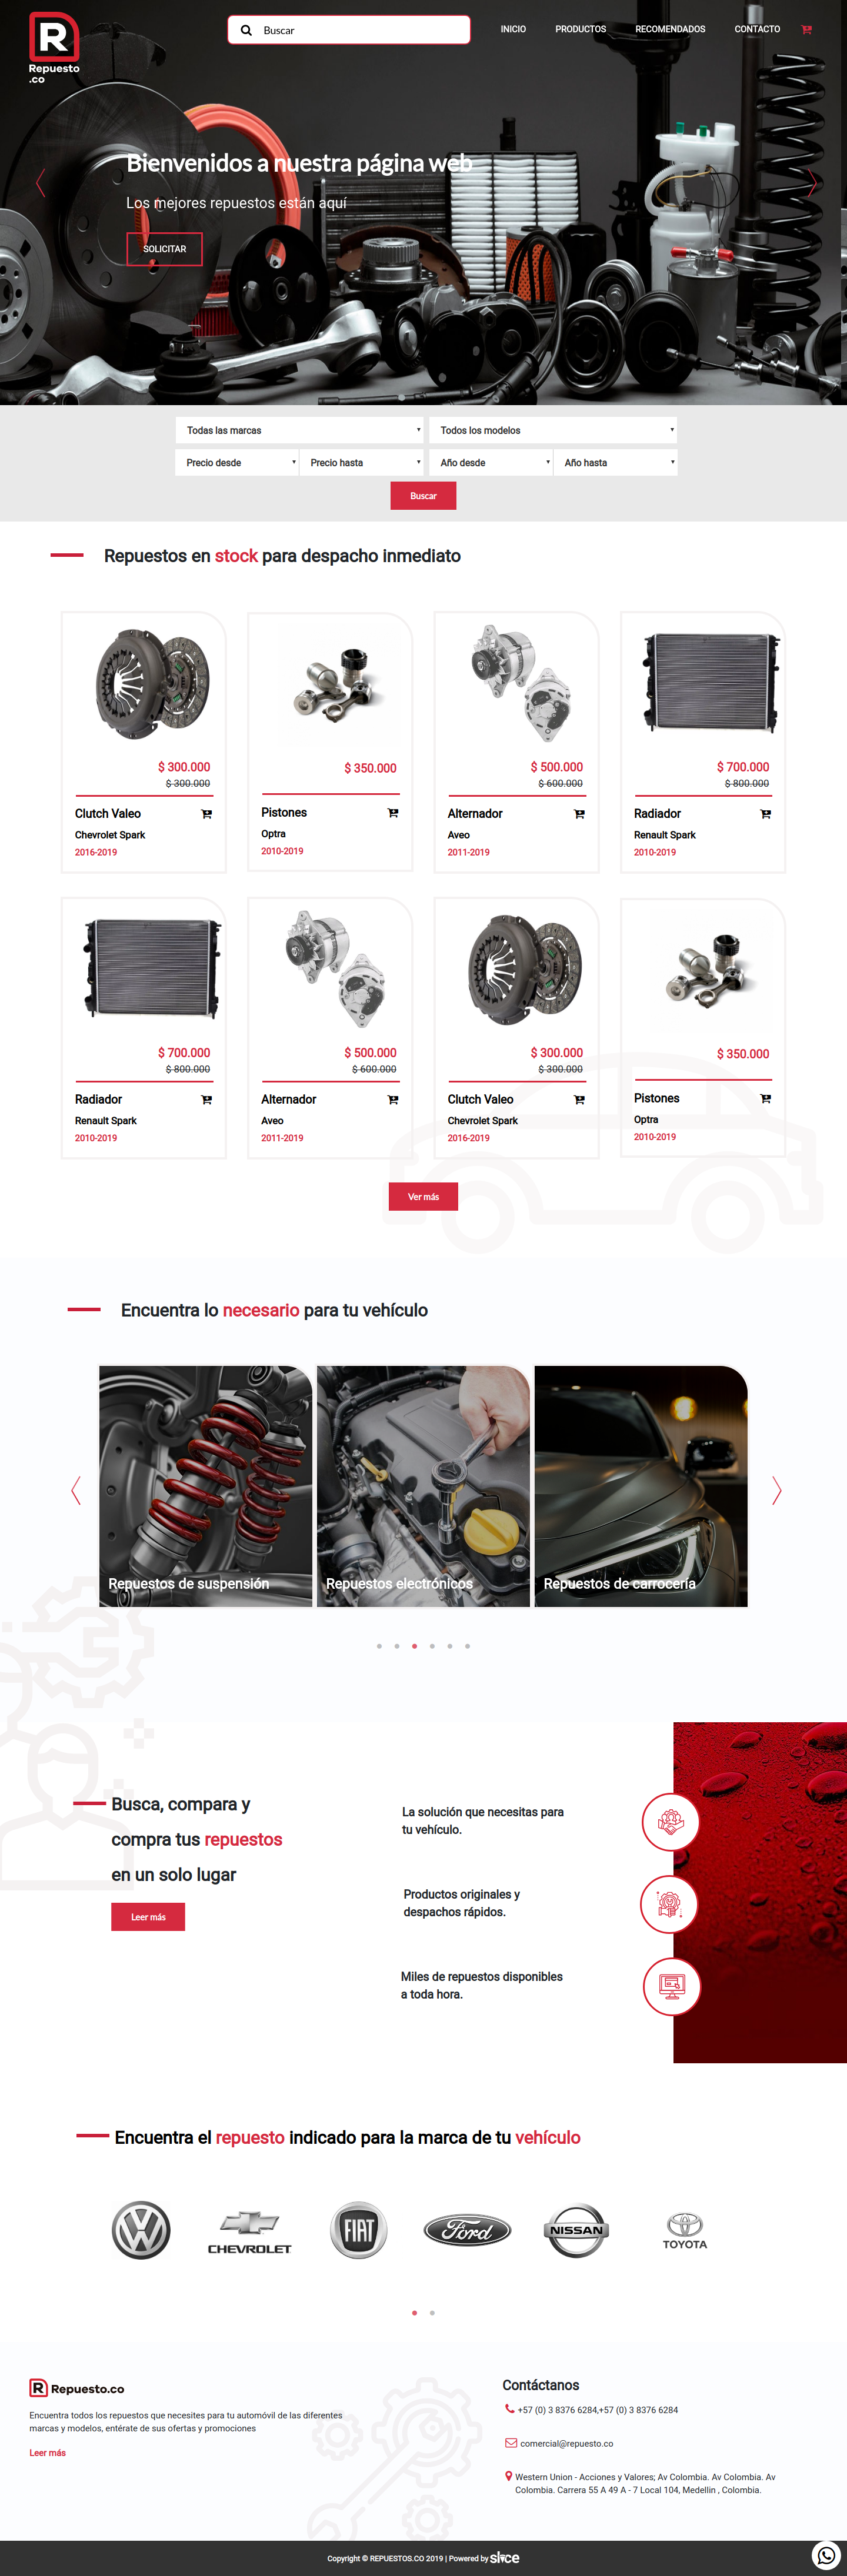 R
Repuesto
.co
Buscar
INICIO
PRODUCTOS
RECOMENDADOS
CONTACTO
Bienvenidos a nuestra página web
Los mejores repuestos están aquí
SOLICITAR
Todas las marcas
Todos los modelos
Precio desde
Precio hasta
Año desde
Año hasta
Buscar
Repuestos en stock para despacho inmediato
$ 300.000
$ 300.000
Clutch Valeo
Chevrolet Spark
2016-2019
$ 350.000
Pistones
Optra
2010-2019
$ 500.000
$ 600.000
Alternador
Aveo
2011-2019
$ 700.000
$ 800.000
Radiador
Renault Spark
2010-2019
$ 700.000
$ 800.000
Radiador
Renault Spark
2010-2019
$ 500.000
$ 600.000
Alternador
Aveo
2011-2019
$ 300.000
$ 300.000
Clutch Valeo
Chevrolet Spark
2016-2019
$ 350.000
Pistones
Optra
2010-2019
Ver más
Encuentra lo necesario para tu vehículo
Repuestos de suspensión
Repuestos electrónicos
Repuestos de carrocería
Busca, compara y
compra tus repuestos
en un solo lugar
Leer más
La solución que necesitas para
tu vehículo.
Productos originales y
despachos rápidos.
Miles de repuestos disponibles
a toda hora.
Encuentra el repuesto indicado para la marca de tu vehículo
CHEVROLET
FIAT
Ford
NISSAN
TOYOTA
R Repuesto.co
Encuentra todos los repuestos que necesites para tu automóvil de las diferentes
marcas y modelos, entérate de sus ofertas y promociones
Leer más
Contáctanos
+57 (0) 3 8376 6284,+57 (0) 3 8376 6284
comercial@repuesto.co
Western Union - Acciones y Valores; Av Colombia. Av Colombia. Av
Colombia. Carrera 55 A 49 A - 7 Local 104, Medellin , Colombia.
Copyright © REPUESTOS.CO 2019 | Powered by slice